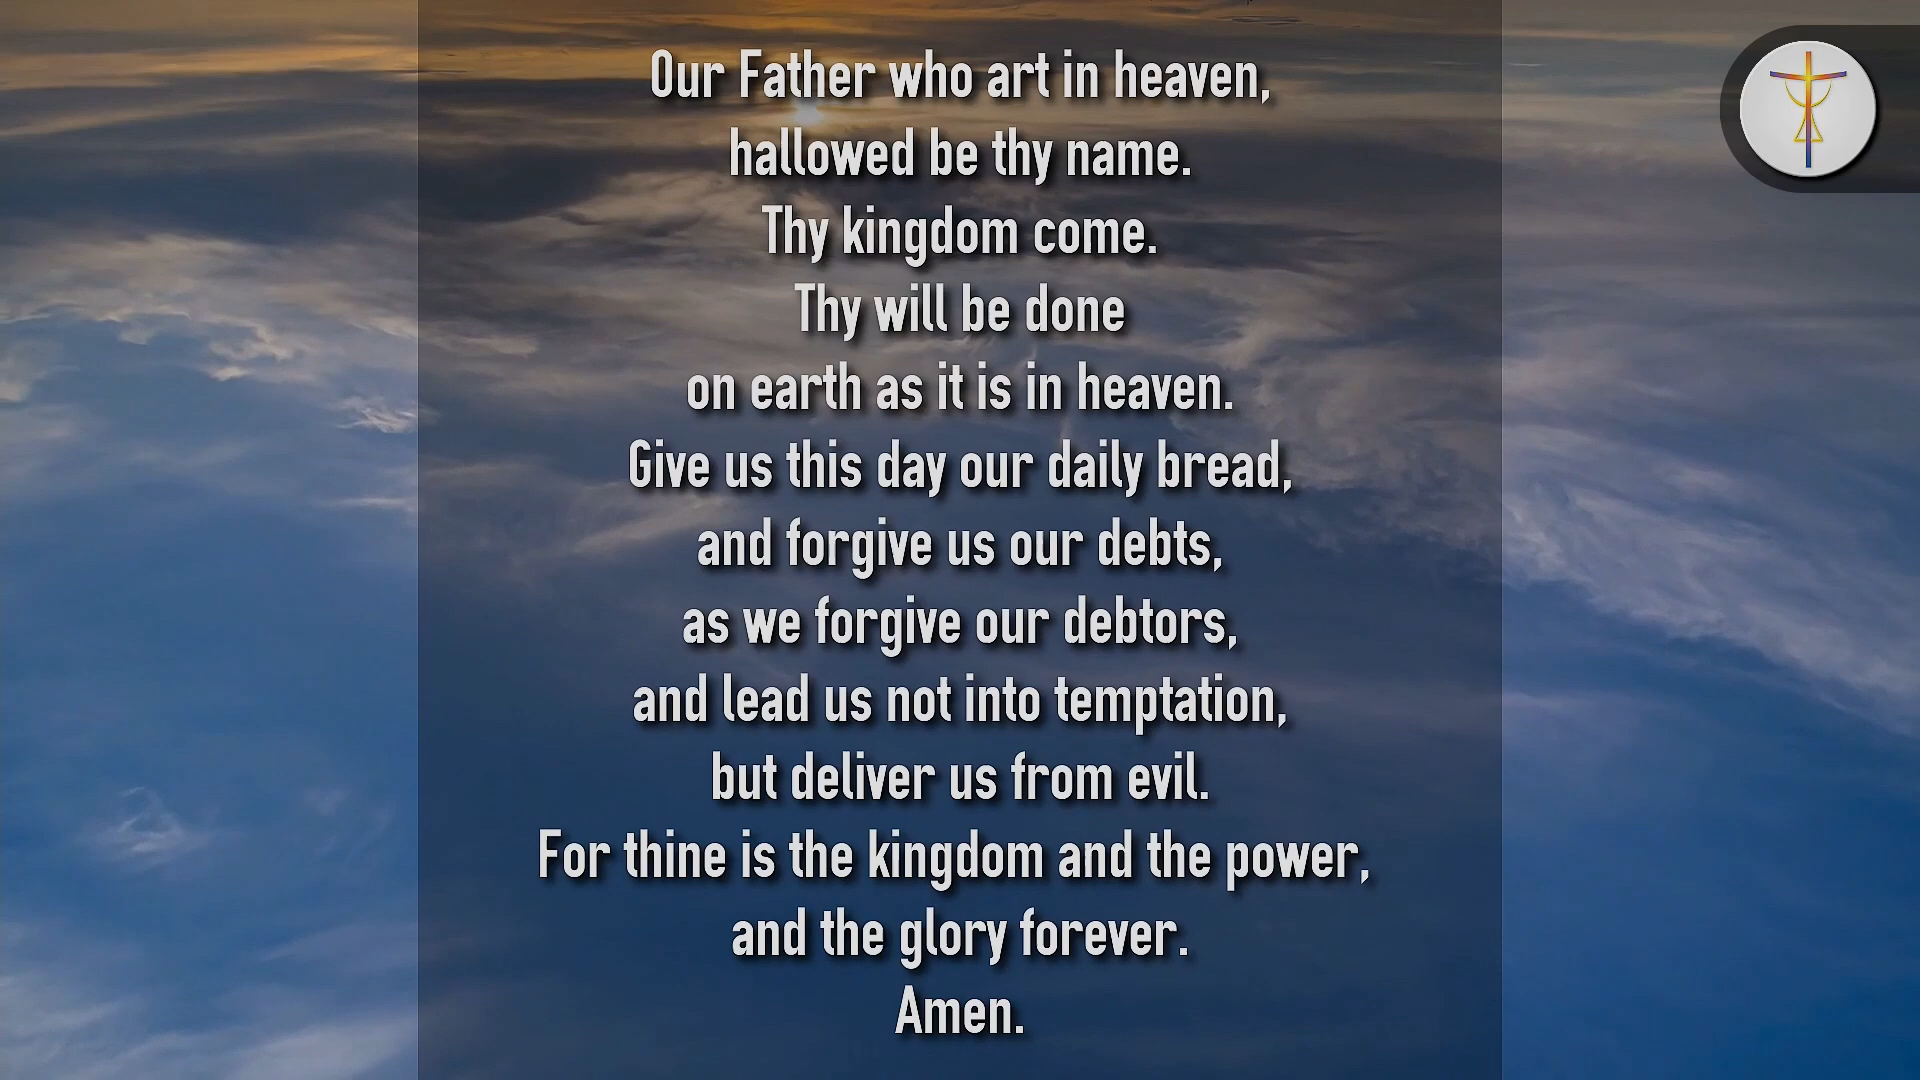 Our Father who art in heaven,
hallowed be thy name.
Thy kingdom come.
Thy will be done
on earth as it is in heaven.
Give us this day our daily bread,
and forgive us our debts,
as we forgive our debtors,
and lead us not into temptation,
but deliver us from evil.
For thine is the kingdom and the power,
and the glory forever.
Amen.